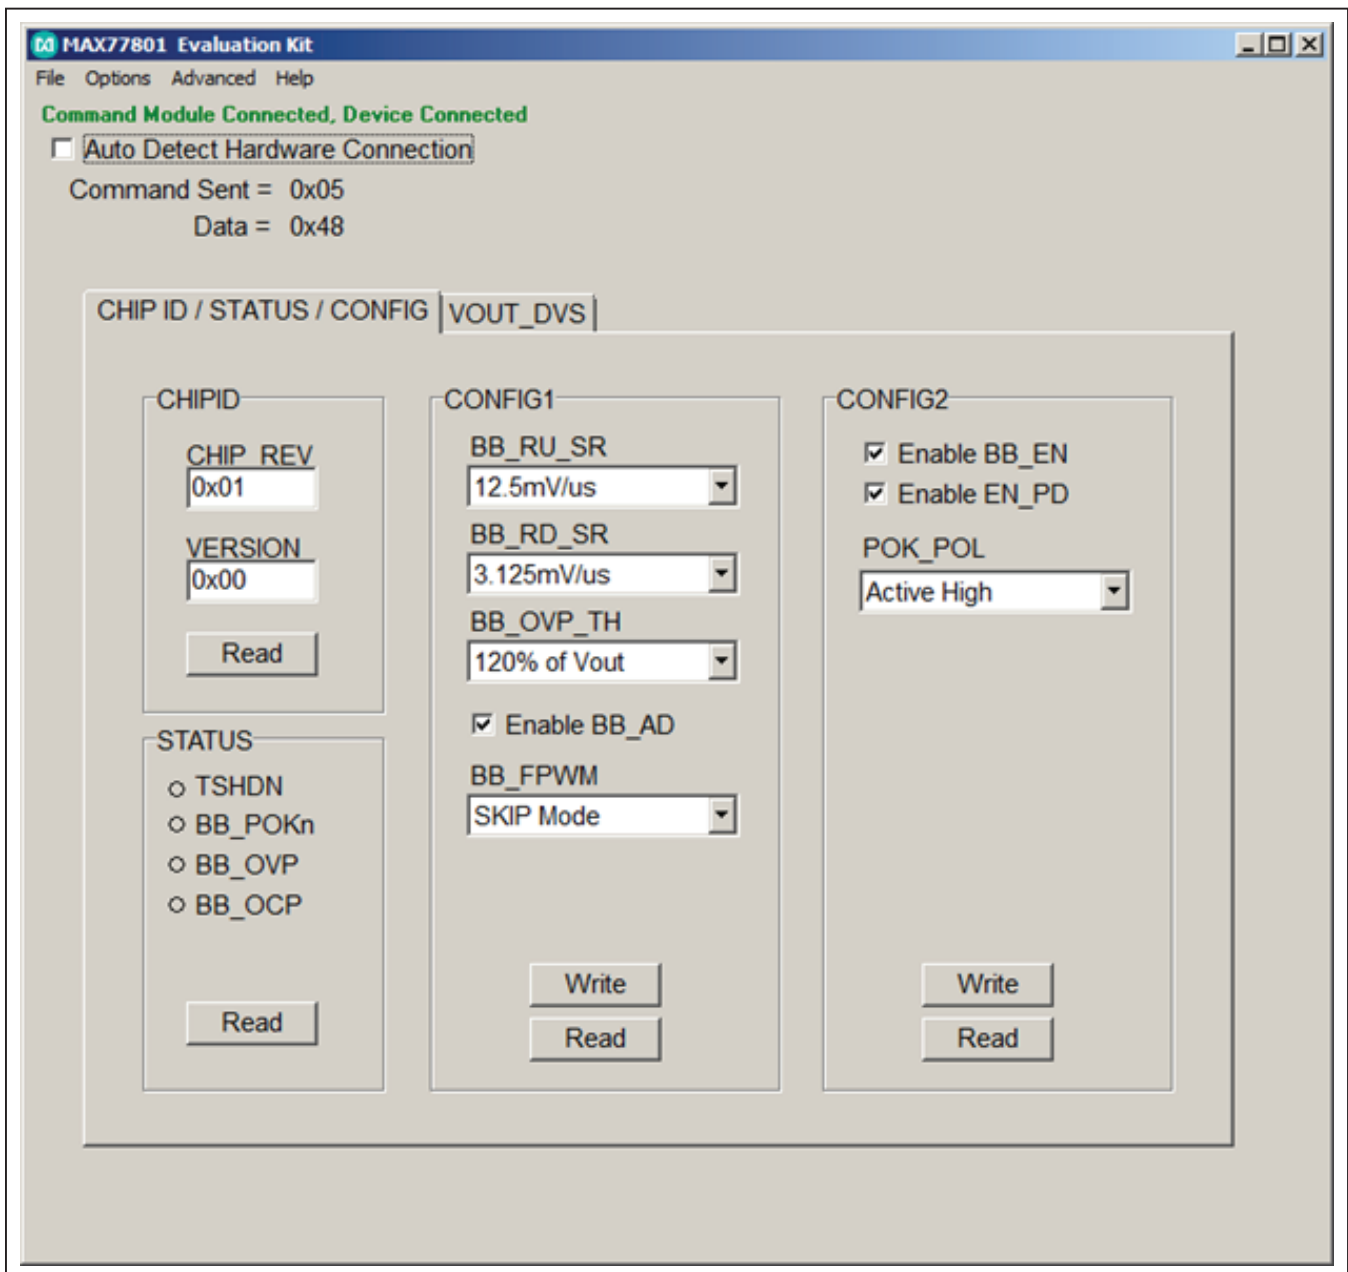 MAX77801 Evaluation Kit
File Options Advanced Help
Command Module Connected, Device Connected
Auto Detect Hardware Connection
Command Sent = 0x05
Data = 0x48
CHIP ID / STATUS / CONFIG VOUT_DVS
CHIPID
CHIP_REV
0x01
VERSION
0x00
Read
STATUS
TSHDN
BB_POKn
BB_OVP
BB_OCP
Read
CONFIG1
BB_RU_SR
12.5mV/us
BB_RD_SR
3.125mV/us
BB_OVP_TH
120% of Vout
Enable BB_AD
BB_FPWM
SKIP Mode
Write
Read
CONFIG2
Enable BB_EN
Enable EN_PD
POK_POL
Active High
Write
Read